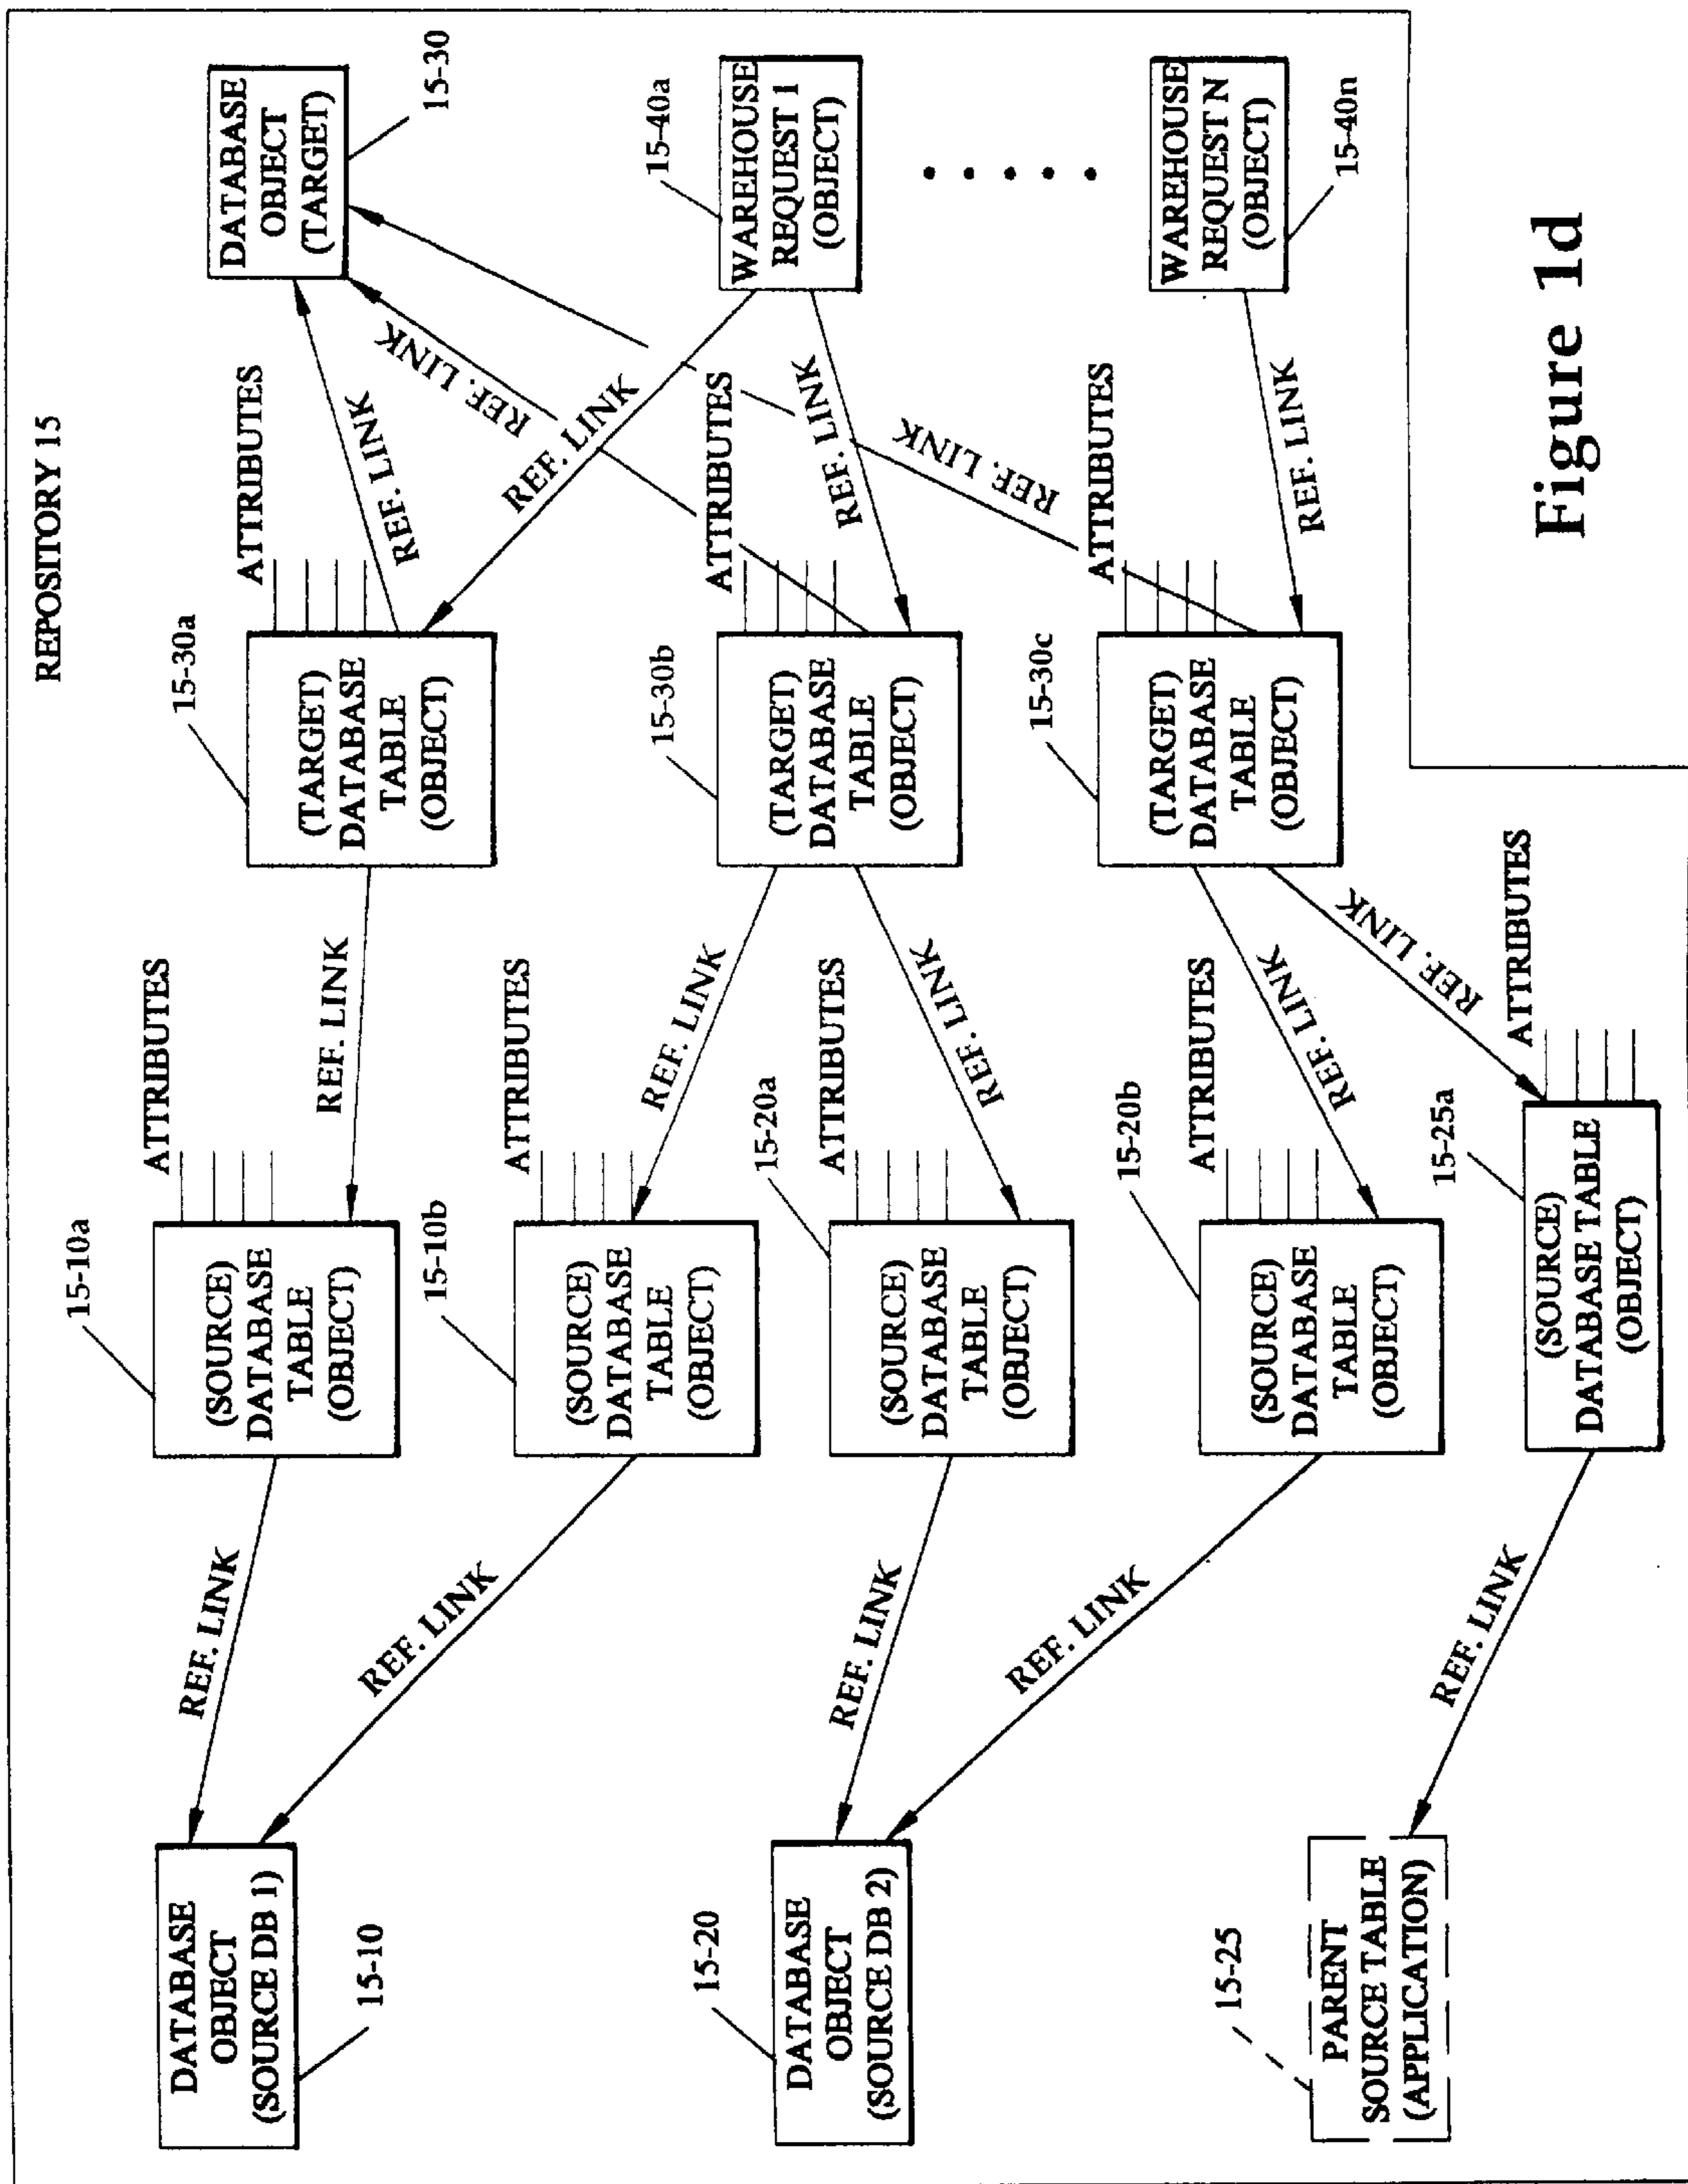 REPOSITORY 15
DATABASE
OBJECT
(SOURCE DB 1)
15-10
REF. LINK
REF. LINK
15-10a
(SOURCE)
DATABASE
TABLE
(OBJECT)
ATTRIBUTES
REF. LINK
15-30a
(TARGET)
DATABASE
TABLE
(OBJECT)
ATTRIBUTES
REF. LINK
DATABASE
OBJECT
(TARGET)
15-30
REF. LINK
REF. LINK
15-10b
(SOURCE)
DATABASE
TABLE
(OBJECT)
ATTRIBUTES
REF. LINK
15-30b
(TARGET)
DATABASE
TABLE
(OBJECT)
ATTRIBUTES
REF. LINK
15-40a
WAREHOUSE
REQUEST 1
(OBJECT)
15-20
DATABASE
OBJECT
(SOURCE DB 2)
REF. LINK
REF. LINK
15-20a
(SOURCE)
DATABASE
TABLE
(OBJECT)
ATTRIBUTES
REF. LINK
REF. LINK
15-30c
(TARGET)
DATABASE
TABLE
(OBJECT)
ATTRIBUTES
REF. LINK
WAREHOUSE
REQUEST N
(OBJECT)
15-40n
15-20b
(SOURCE)
DATABASE
TABLE
(OBJECT)
ATTRIBUTES
REF. LINK
REF. LINK
15-25
PARENT
SOURCE TABLE
(APPLICATION)
REF. LINK
15-25a
(SOURCE)
DATABASE TABLE
(OBJECT)
ATTRIBUTES
Figure 1d